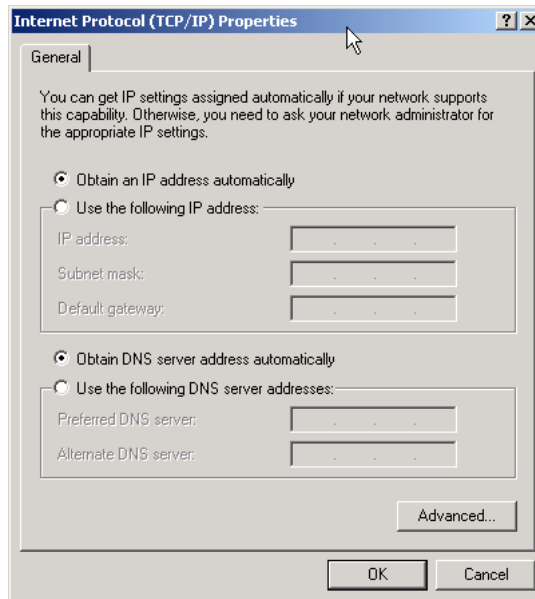 Internet Protocol (TCP/IP) Properties
General
You can get IP settings assigned automatically if your network supports
this capability. Otherwise, you need to ask your network administrator for
the appropriate IP settings.
Obtain an IP address automatically
Use the following IP address:
IP address:
Subnet mask:
Default gateway:
Obtain DNS server address automatically
Use the following DNS server addresses:
Preferred DNS server:
Alternate DNS server:
Advanced...
OK Cancel